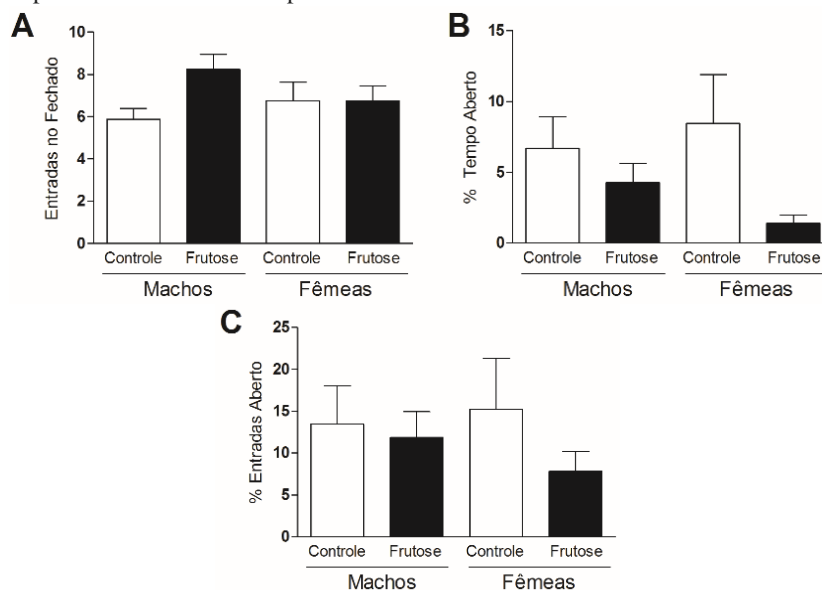 A
Entradas no Fechado
10
8
6
4
2
0
Controle Frutose Controle Frutose
Machos Fêmeas
B
% Tempo Aberto
15
10
5
0
Controle Frutose Controle Frutose
Machos Fêmeas
C
% Entradas Aberto
25
20
15
10
5
0
Controle Frutose Controle Frutose
Machos Fêmeas